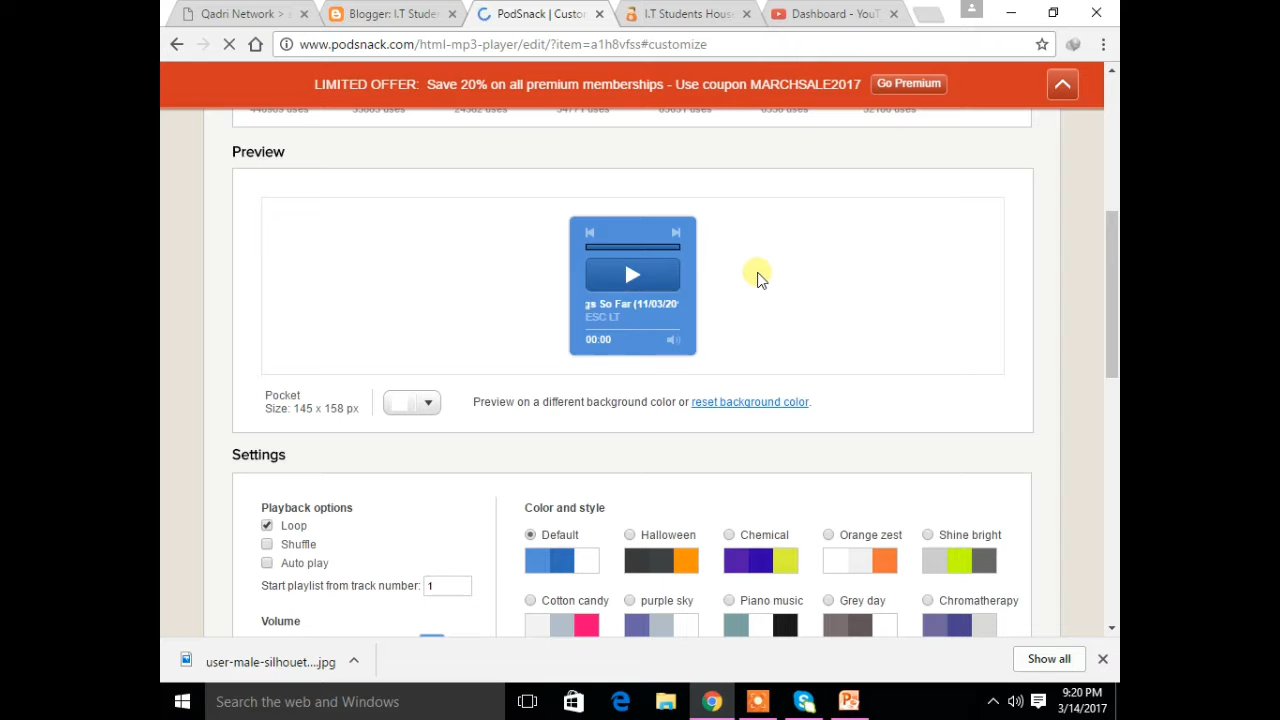 Qadri Network > s
Blogger: I.T Stude
PodSnack | Custor
I.T Students Hous
Dashboard - YouT
www.podsnack.com/html-mp3-player/edit/?item=a1h8vfss#customize
LIMITED OFFER: Save 20% on all premium memberships - Use coupon MARCHSALE2017
Go Premium
Preview
gs So Far (11/03/20
ESC LT
00:00
Pocket
Size: 145 x 158 px
Preview on a different background color or reset background color.
Settings
Playback options
Loop
Shuffle
Auto play
Start playlist from track number: 1
Volume
Color and style
Default
Halloween
Chemical
Orange zest
Shine bright
Cotton candy
purple sky
Piano music
Grey day
Chromatherapy
user-male-silhouet....jpg
Show all
Search the web and Windows
9:20 PM
3/14/2017